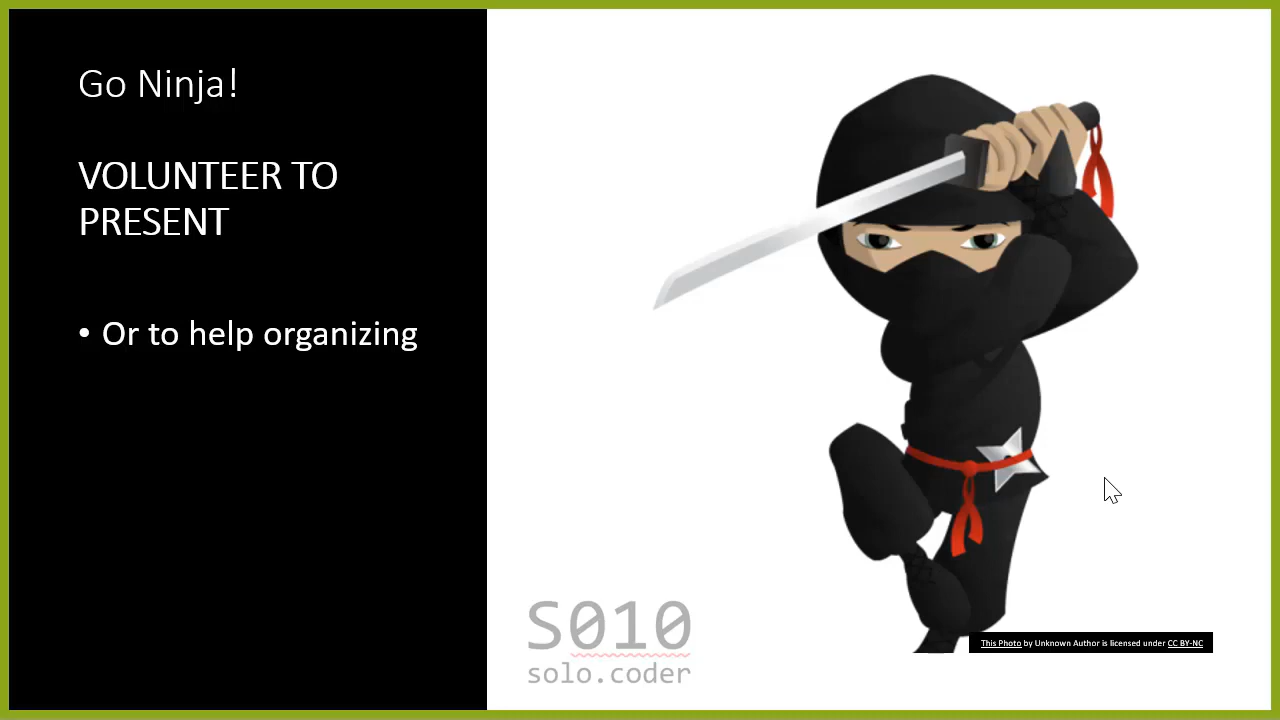 Go Ninja!
VOLUNTEER TO
PRESENT
• Or to help organizing
S010
solo.coder
This Photo by Unknown Author is licensed under CC BY-NC